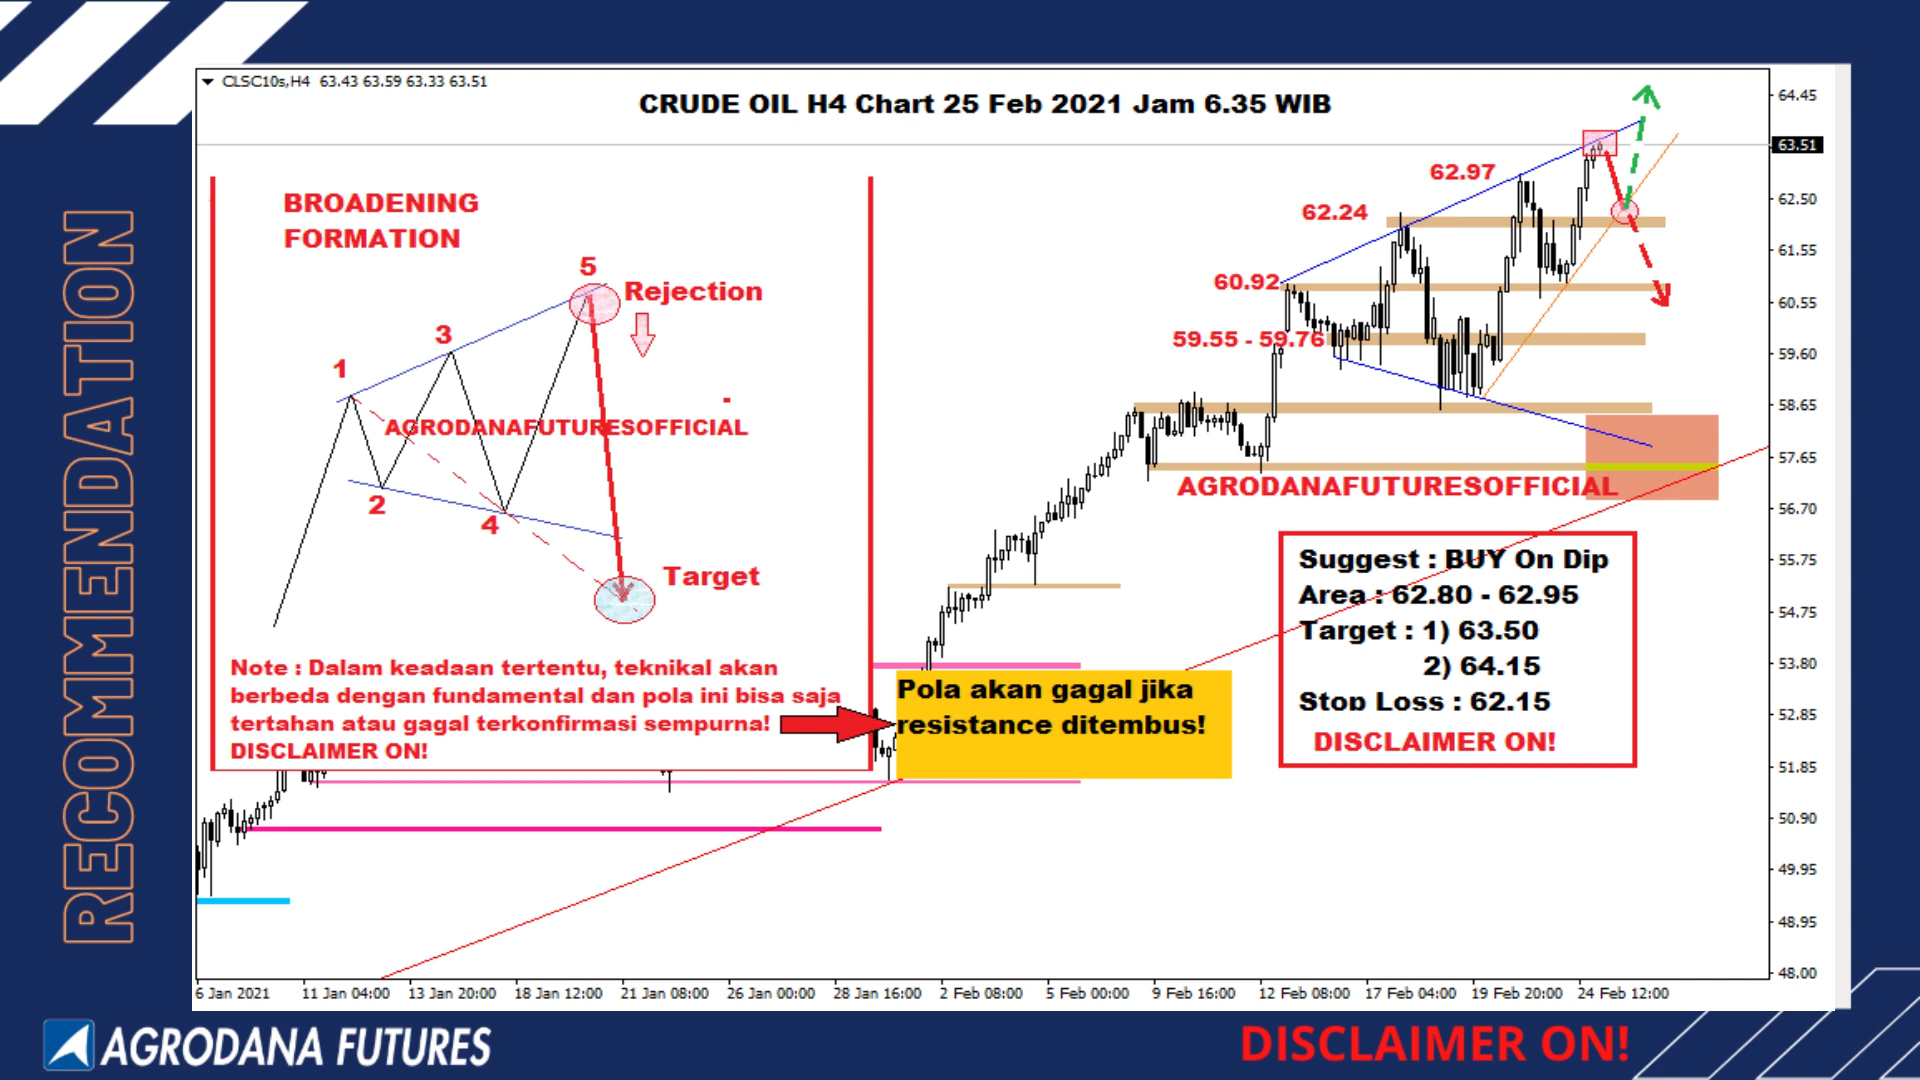 RECOMMENDATION
CLSC10s,H4 63.43 63.59 63.33 63.51
CRUDE OIL H4 Chart 25 Feb 2021 Jam 6.35 WIB
BROADENING
FORMATION
1
2
3
4
5
Rejection
AGRODANAFUTURESOFFICIAL
Target
Note : Dalam keadaan tertentu, teknikal akan
berbeda dengan fundamental dan pola ini bisa saja
tertahan atau gagal terkonfirmasi sempurna!
DISCLAIMER ON!
Pola akan gagal jika
resistance ditembus!
62.97
62.24
60.92
59.55 - 59.76
AGRODANAFUTURESOFFICIAL
Suggest : BUY On Dip
Area : 62.80 - 62.95
Target : 1) 63.50
2) 64.15
Stop Loss : 62.15
DISCLAIMER ON!
64.45
63.51
62.50
61.55
60.55
59.60
58.65
57.65
56.70
55.75
54.75
53.80
52.85
51.85
50.90
49.95
48.95
48.00
6 Jan 2021
11 Jan 04:00
13 Jan 20:00
18 Jan 12:00
21 Jan 08:00
26 Jan 00:00
28 Jan 16:00
2 Feb 08:00
5 Feb 00:00
9 Feb 16:00
12 Feb 08:00
17 Feb 04:00
19 Feb 20:00
24 Feb 12:00
AGRODANA FUTURES
DISCLAIMER ON!